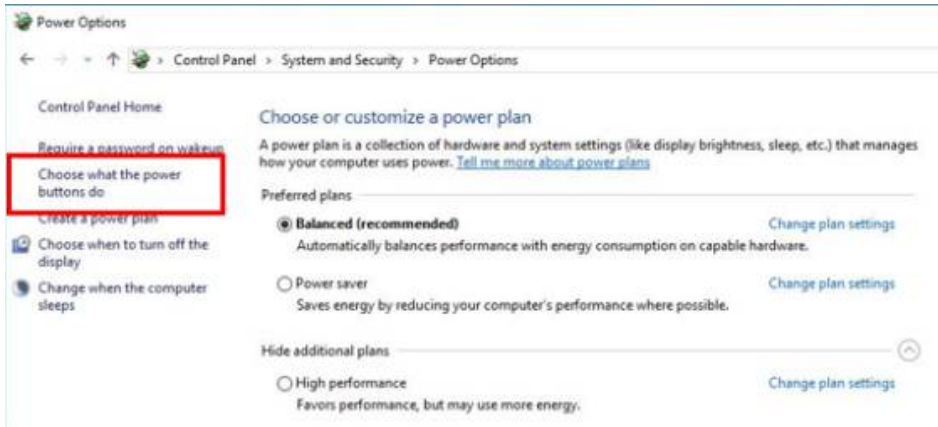 Power Options
Control Panel > System and Security > Power Options
Control Panel Home
Require a password on wakeup
Choose what the power
buttons do
Create a power plan
Choose when to turn off the
display
Change when the computer
sleeps
Choose or customize a power plan
A power plan is a collection of hardware and system settings (like display brightness, sleep, etc.) that manages
how your computer uses power. Tell me more about power plans
Preferred plans
Balanced (recommended) Change plan settings
Automatically balances performance with energy consumption on capable hardware.
Power saver Change plan settings
Saves energy by reducing your computer's performance where possible.
Hide additional plans
High performance Change plan settings
Favors performance, but may use more energy.